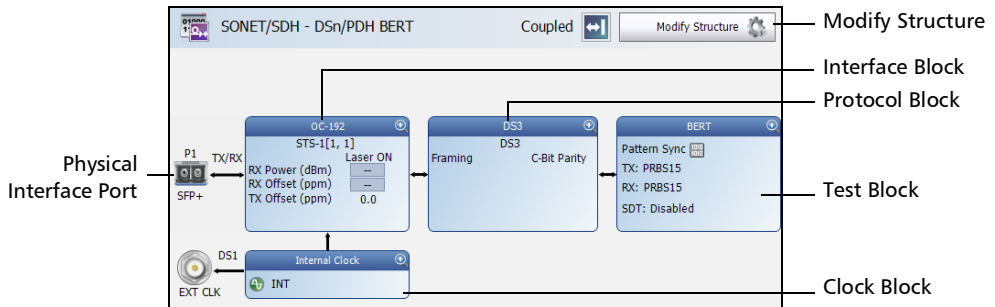 SONET/SDH - DSn/PDH BERT
Coupled
Modify Structure
Modify Structure
Interface Block
Protocol Block
Physical
Interface Port
Test Block
Clock Block
P1
TX/RX
SFP+
OC-192
STS-1[1, 1]
Laser ON
RX Power (dBm) --
RX Offset (ppm) --
TX Offset (ppm) 0.0
DS3
DS3
Framing C-Bit Parity
BERT
Pattern Sync
TX: PRBS15
RX: PRBS15
SDT: Disabled
DS1
EXT CLK
Internal Clock
INT